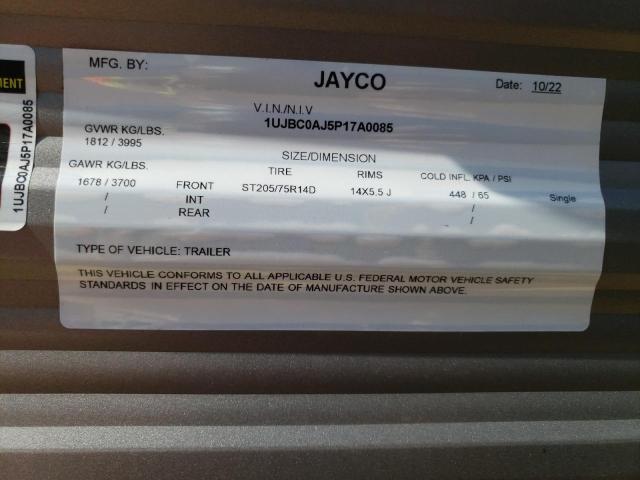 MFG. BY:
JAYCO
Date: 10/22
V.I.N./N.I.V
1UJBC0AJ5P17A0085
GVWR KG/LBS.
1812 / 3995
SIZE/DIMENSION
GAWR KG/LBS. TIRE RIMS COLD INFL. KPA / PSI
1678 / 3700 FRONT ST205/75R14D 14X5.5 J 448 / 65 Single
/ INT /
/ REAR /
TYPE OF VEHICLE: TRAILER
THIS VEHICLE CONFORMS TO ALL APPLICABLE U.S. FEDERAL MOTOR VEHICLE SAFETY
STANDARDS IN EFFECT ON THE DATE OF MANUFACTURE SHOWN ABOVE.
1UJBC0AJ5P17A0085